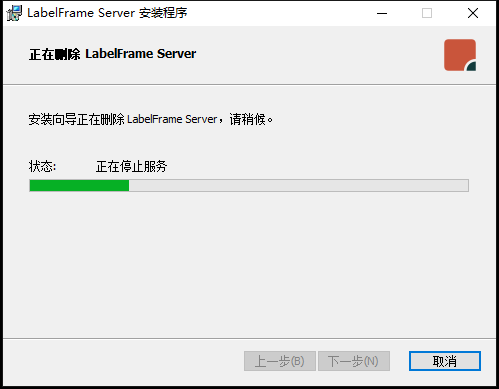 LabelFrame Server 安装程序
正在删除 LabelFrame Server
安装向导正在删除 LabelFrame Server，请稍候。
状态: 正在停止服务
上一步(B) 下一步(N) 取消